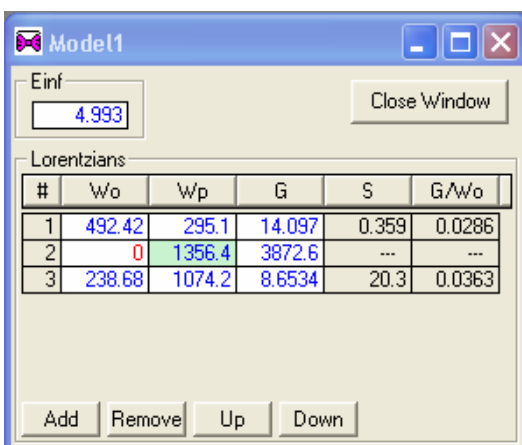 Model1
Einf
4.993
Close Window
Lorentzians
# Wo Wp G S G/Wo
1 492.42 295.1 14.097 0.359 0.0286
2 0 1356.4 3872.6 --- ---
3 238.68 1074.2 8.6534 20.3 0.0363
Add Remove Up Down